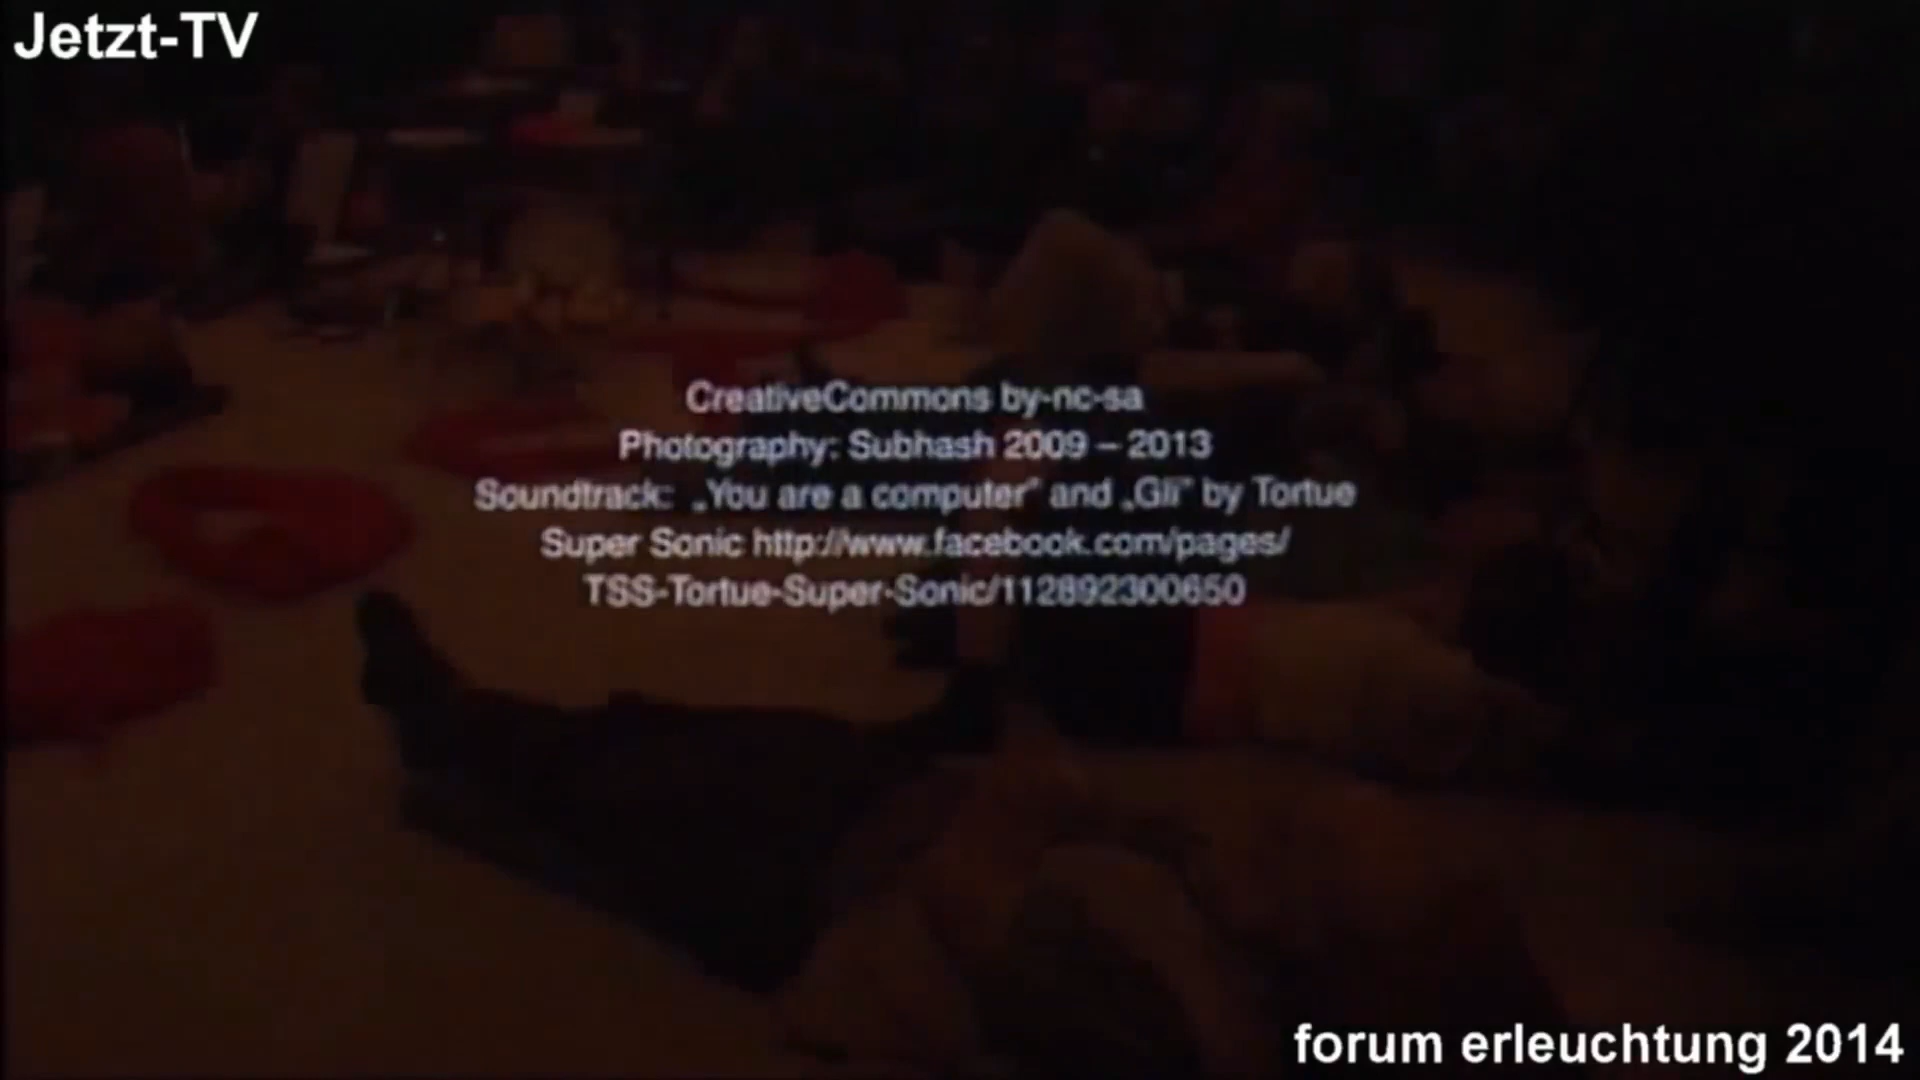 Jetzt-TV
CreativeCommons by-nc-sa
Photography: Subhash 2009 – 2013
Soundtrack: „You are a computer" and „Gli" by Tortue
Super Sonic http://www.facebook.com/pages/
TSS-Tortue-Super-Sonic/112892300650
forum erleuchtung 2014